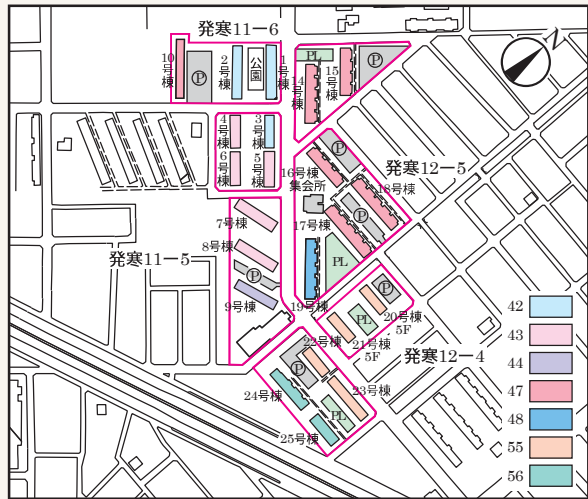 発寒11-6
10号棟
Ⓟ
2号棟
公園
1号棟
PL
14号棟
15号棟
Ⓟ
N
4号棟
3号棟
6号棟
5号棟
16号棟
集会所
Ⓟ
発寒12-5
18号棟
Ⓟ
17号棟
7号棟
8号棟
発寒11-5
Ⓟ
9号棟
PL
19号棟
Ⓟ
20号棟
5F
PL
21号棟
5F
22号棟
発寒12-4
Ⓟ
24号棟
23号棟
PL
25号棟
42
43
44
47
48
55
56